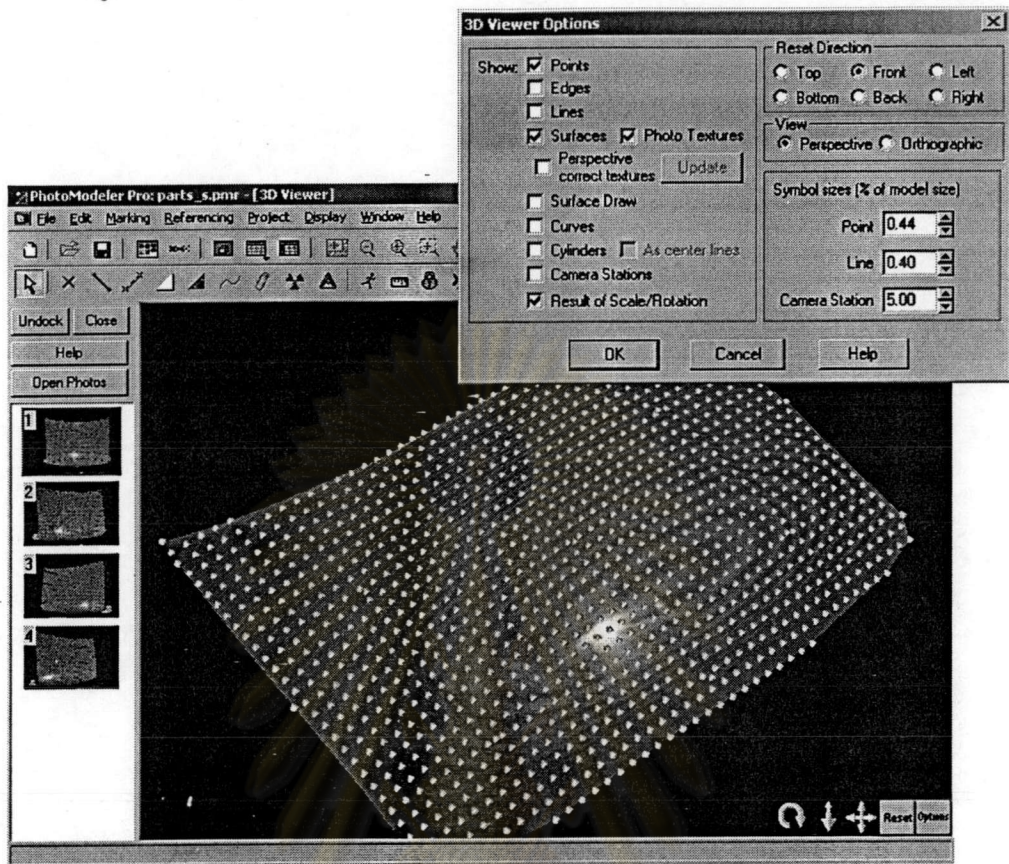 3D Viewer Options
Show: Points
Edges
Lines
Surfaces Photo Textures
Perspective correct textures Update
Surface Draw
Curves
Cylinders As center lines
Camera Stations
Result of Scale/Rotation
Reset Direction
Top Front Left
Bottom Back Right
View
Perspective Orthographic
Symbol sizes (% of model size)
Point 0.44
Line 0.40
Camera Station 5.00
OK Cancel Help
PhotoModeler Pro: parts_s.pmr - [3D Viewer]
File Edit Marking Referencing Project Display Window Help
Undock Close
Help
Open Photos
1
2
3
4
Reset Options